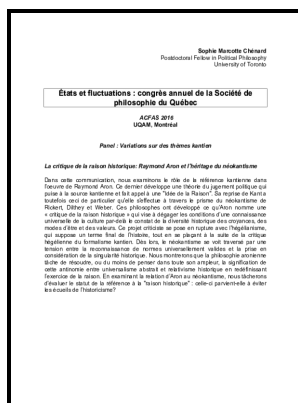 Sophie Marcotte Chénard
Postdoctoral Fellow in Political Philosophy
University of Toronto
États et fluctuations : congrès annuel de la Société de
philosophie du Québec
ACFAS 2016
UQAM, Montréal
Panel : Variations sur des thèmes kantien
La critique de la raison historique: Raymond Aron et l'héritage du néokantisme
Dans cette communication, nous examinons le rôle de la référence kantienne dans
l'oeuvre de Raymond Aron. Ce dernier développe une théorie du jugement politique qui
puise à la source kantienne et fait appel à une "idée de la Raison". Sa reprise de Kant a
toutefois ceci de particulier qu'elle s'effectue à travers le prisme du néokantisme de
Rickert, Dilthey et Weber. Ces philosophes ont développé ce qu'Aron nomme une
« critique de la raison historique » qui vise à dégager les conditions d'une connaissance
universelle de la culture par-delà le constat de la diversité historique des croyances, des
modes d'être et des valeurs. Ce projet criticiste se pose en rupture avec l'hégélianisme,
qui suppose un terme final de l'histoire, tout en se plaçant à la suite de la critique
hégélienne du formalisme kantien. Dès lors, le néokantisme se voit traversé par une
tension entre la reconnaissance de normes universellement valides et la prise en
considération de la singularité historique. Nous montrerons que la philosophie aronienne
tâche de résoudre, ou du moins de penser dans toute son ampleur, la signification de
cette antinomie entre universalisme abstrait et relativisme historique en redéfinissant
l'exercice de la raison. En examinant la relation d'Aron au néokantisme, nous tâcherons
d'évaluer le statut de la référence à la "raison historique" : celle-ci parvient-elle à éviter
les écueils de l'historicisme?